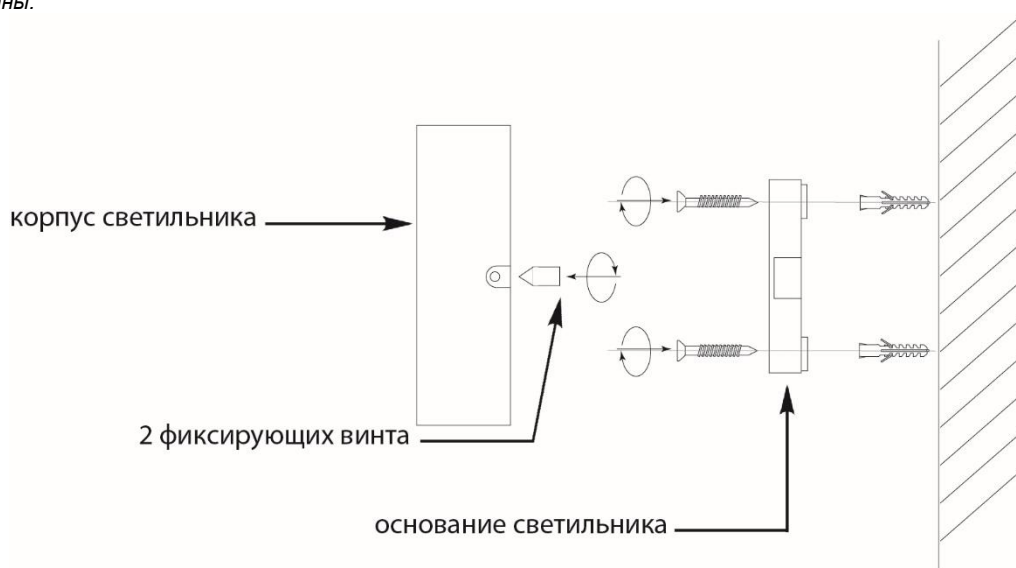 корпус светильника
2 фиксирующих винта
основание светильника